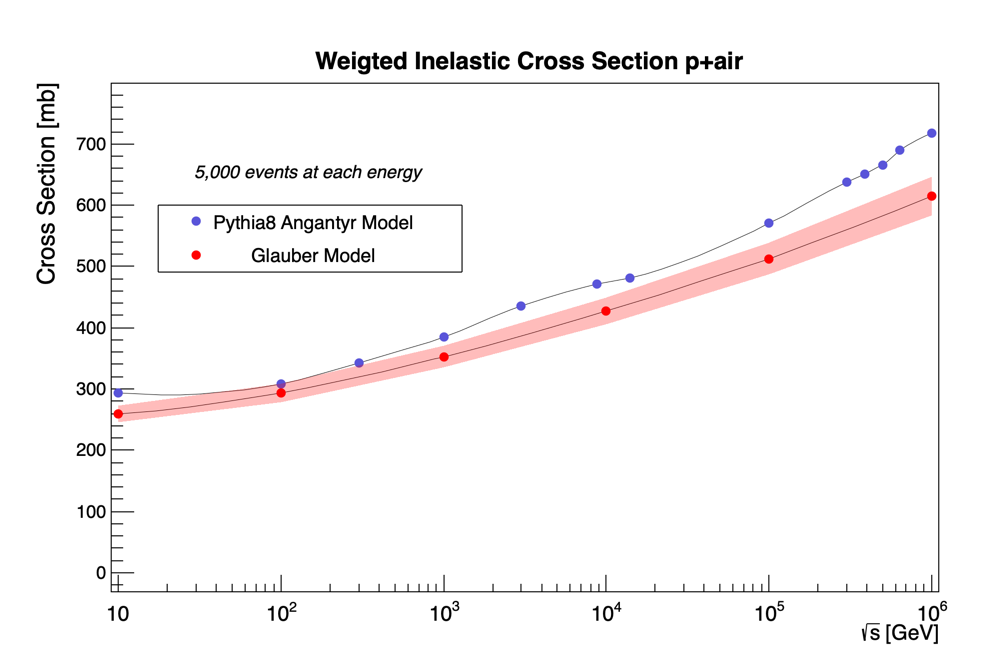 Weigted Inelastic Cross Section p+air
Cross Section [mb]
700
600
500
400
300
200
100
0
5,000 events at each energy
Pythia8 Angantyr Model
Glauber Model
10 10² 10³ 10⁴ 10⁵ 10⁶
√s [GeV]